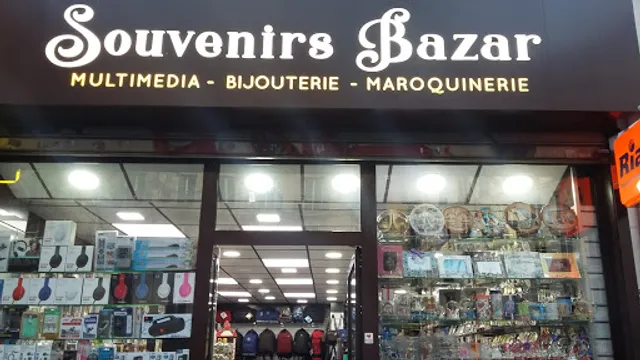 Souvenirs Bazar
MULTIMEDIA - BIJOUTERIE - MAROQUINERIE